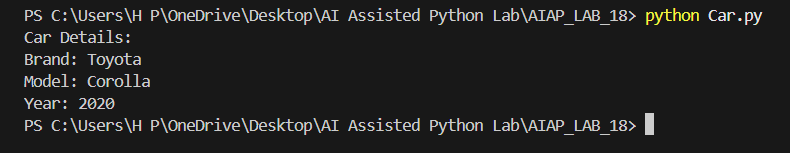 PS C:\Users\H P\OneDrive\Desktop\AI Assisted Python Lab\AIAP_LAB_18> python Car.py
Car Details:
Brand: Toyota
Model: Corolla
Year: 2020
PS C:\Users\H P\OneDrive\Desktop\AI Assisted Python Lab\AIAP_LAB_18>